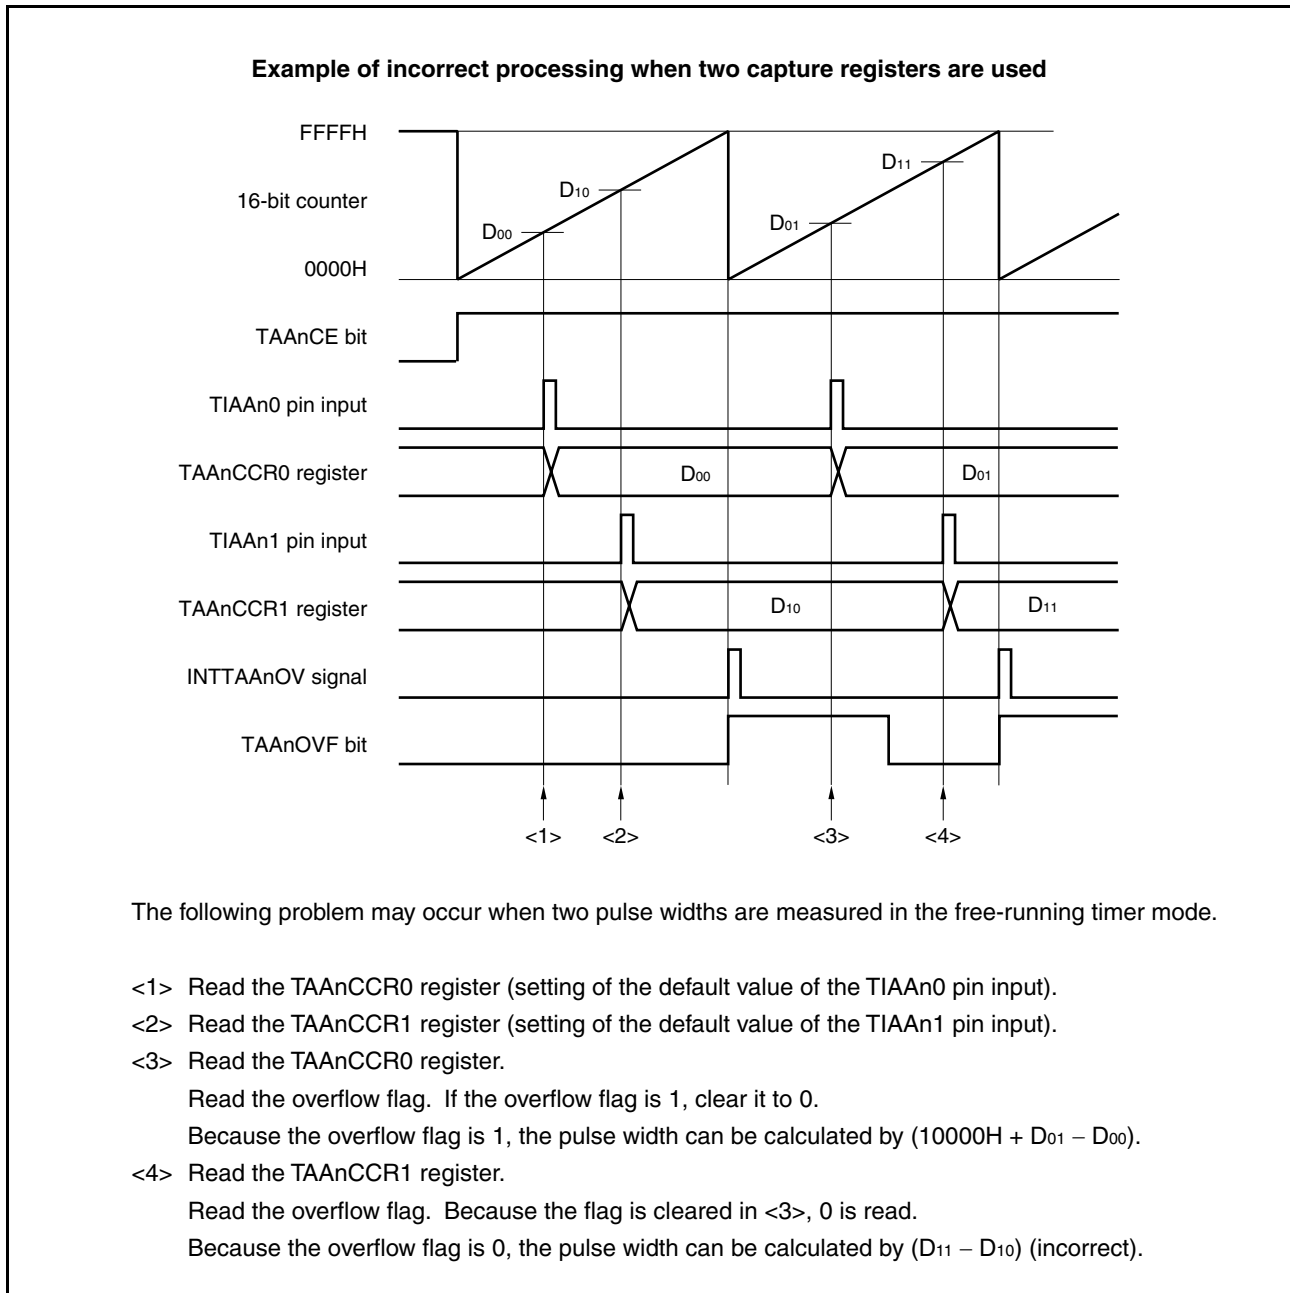 Example of incorrect processing when two capture registers are used
FFFFH
16-bit counter
0000H
D00
D10
D01
D11
TAAnCE bit
TIAAn0 pin input
TAAnCCR0 register
D00
D01
TIAAn1 pin input
TAAnCCR1 register
D10
D11
INTTAAnOV signal
TAAnOVF bit
<1> <2> <3> <4>
The following problem may occur when two pulse widths are measured in the free-running timer mode.
<1> Read the TAAnCCR0 register (setting of the default value of the TIAAn0 pin input).
<2> Read the TAAnCCR1 register (setting of the default value of the TIAAn1 pin input).
<3> Read the TAAnCCR0 register.
Read the overflow flag. If the overflow flag is 1, clear it to 0.
Because the overflow flag is 1, the pulse width can be calculated by (10000H + D01 − D00).
<4> Read the TAAnCCR1 register.
Read the overflow flag. Because the flag is cleared in <3>, 0 is read.
Because the overflow flag is 0, the pulse width can be calculated by (D11 − D10) (incorrect).